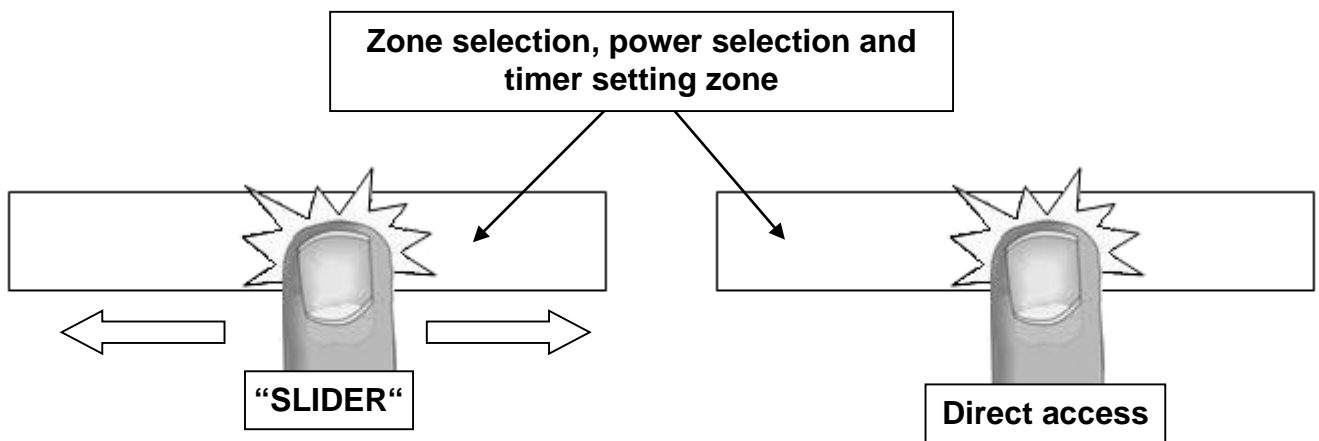 Zone selection, power selection and
timer setting zone
“SLIDER“
Direct access